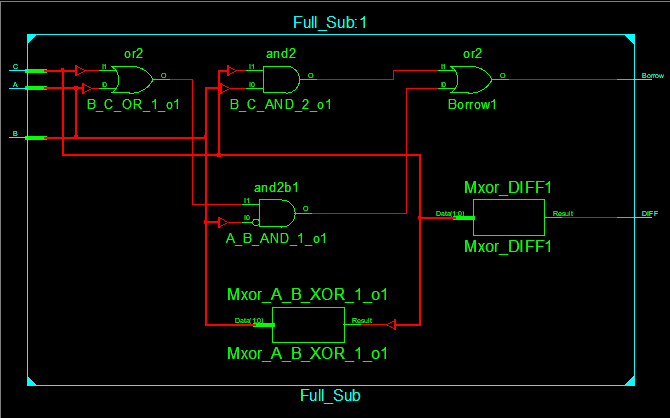 Full_Sub:1
or2
and2
or2
C
I1
O
I1
O
I1
O
Borrow
A
I0
I0
I0
B_C_OR_1_o1
B_C_AND_2_o1
Borrow1
B
and2b1
Mxor_DIFF1
I1
O
Data(1:0)
Result
DIFF
I0
A_B_AND_1_o1
Mxor_DIFF1
Mxor_A_B_XOR_1_o1
Data(1:0)
Result
Mxor_A_B_XOR_1_o1
Full_Sub